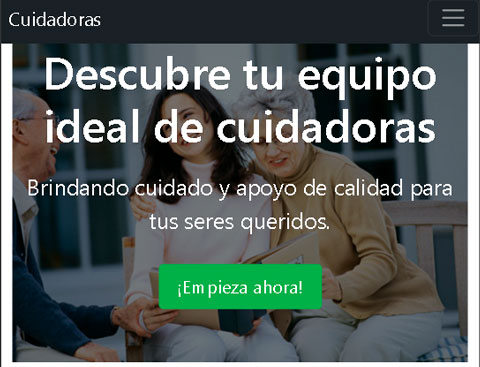 Cuidadoras
Descubre tu equipo
ideal de cuidadoras
Brindando cuidado y apoyo de calidad para
tus seres queridos.
¡Empieza ahora!